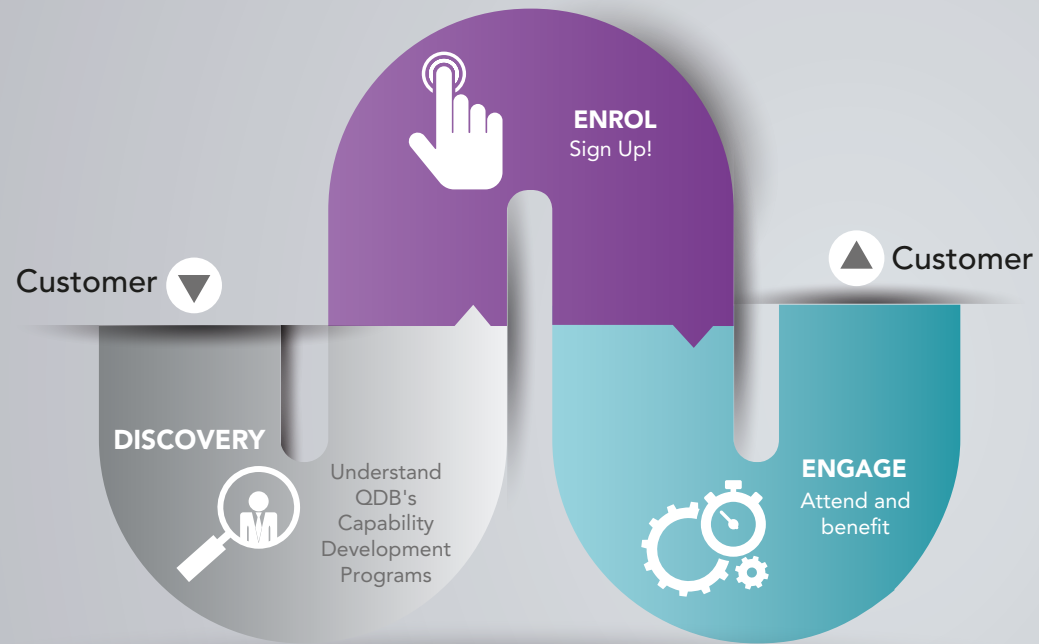 Customer
DISCOVERY
Understand
QDB's
Capability
Development
Programs
ENROL
Sign Up!
ENGAGE
Attend and
benefit
Customer